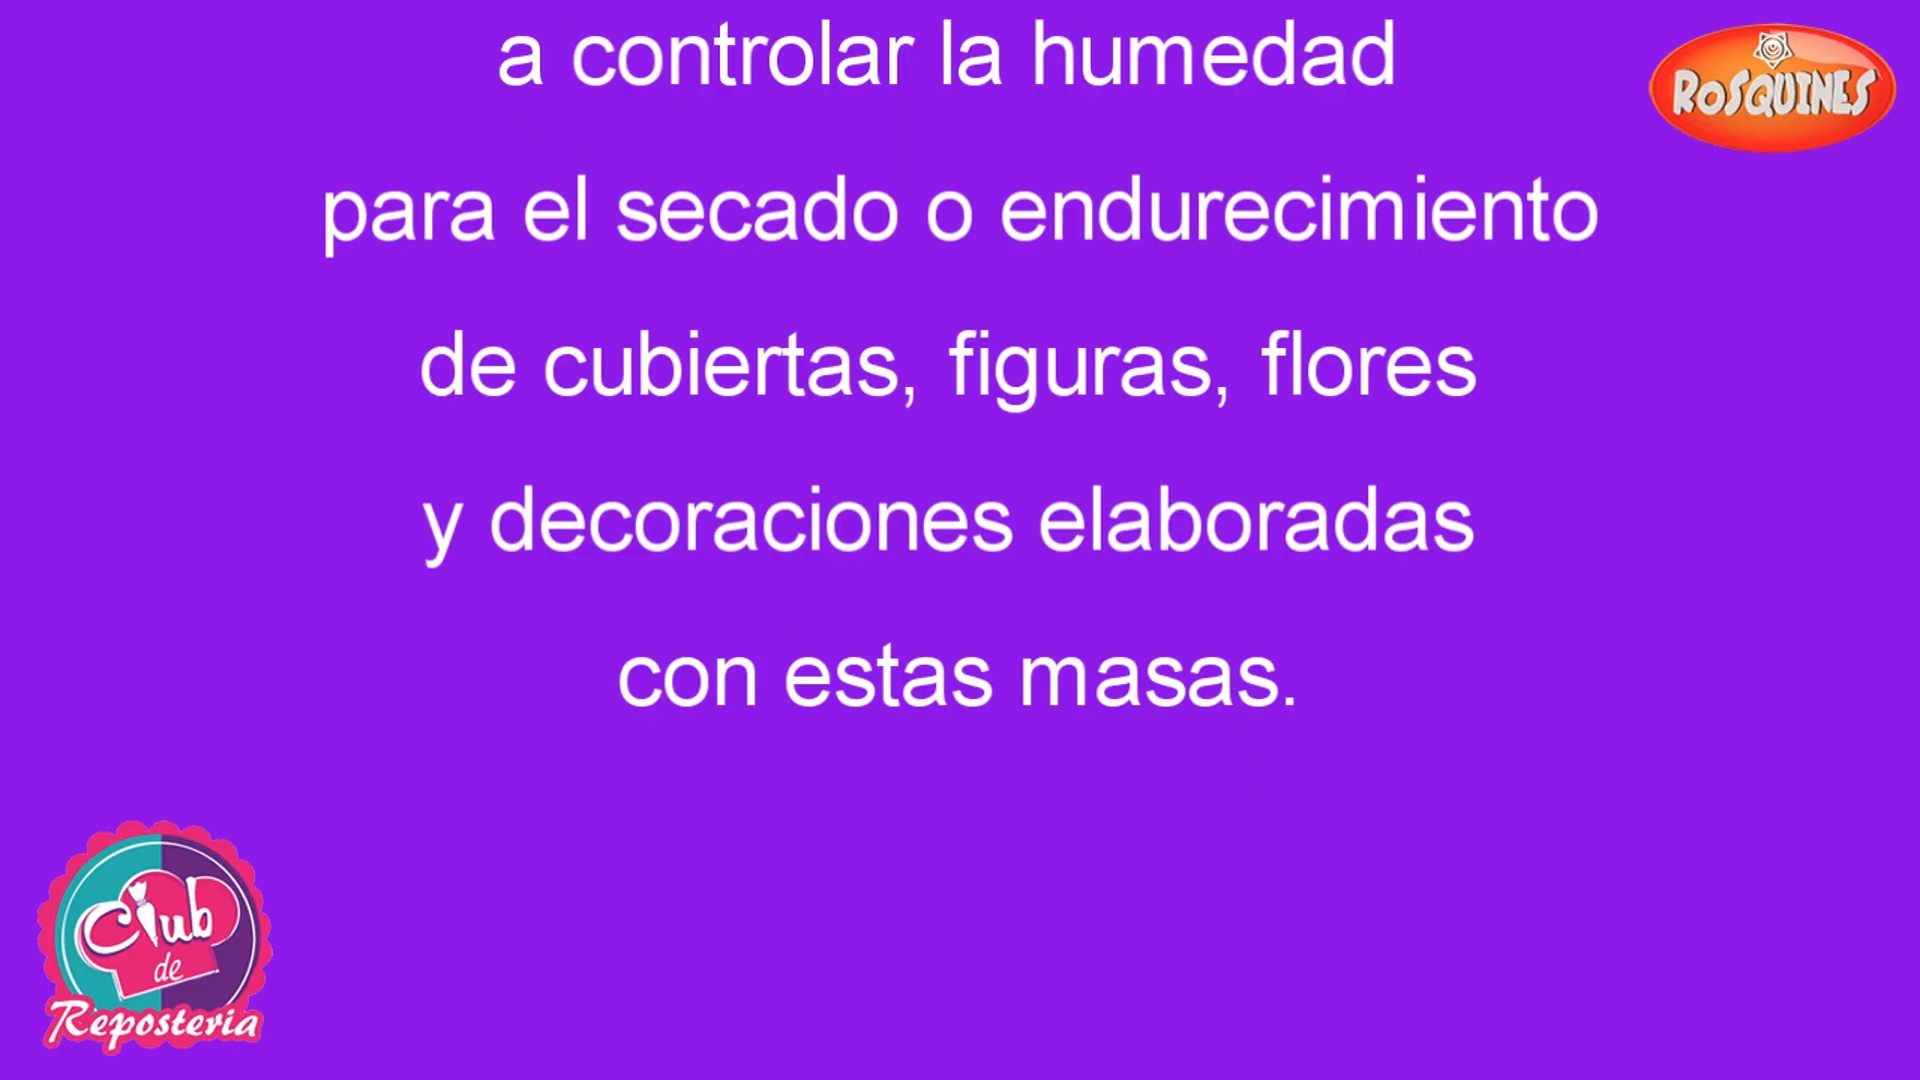 a controlar la humedad
ROSQUINES
para el secado o endurecimiento
de cubiertas, figuras, flores
y decoraciones elaboradas
con estas masas.
Club
de
Reposteria